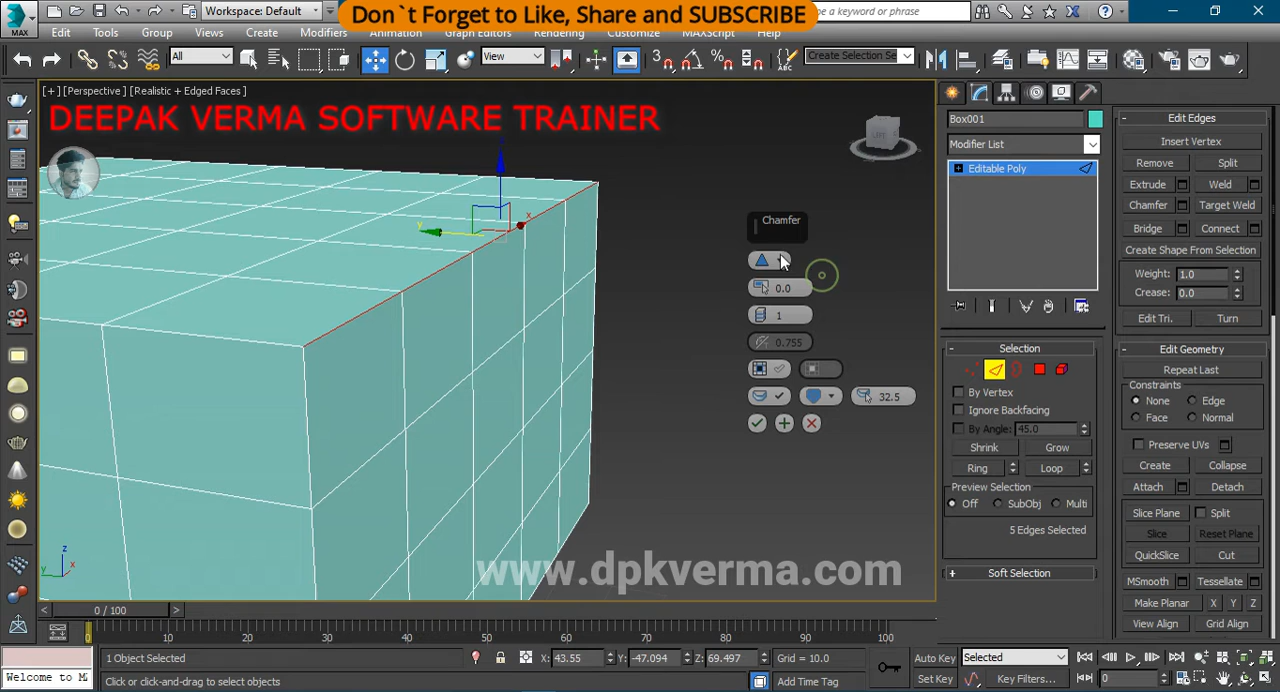 Don`t Forget to Like, Share and SUBSCRIBE
Workspace: Default
a keyword or phrase
MAX
Edit Tools Group Views Create Modifiers Animation Graph Editors Rendering Customize MAXScript Help
All
View
Create Selection Se
[+] [Perspective] [Realistic + Edged Faces]
DEEPAK VERMA SOFTWARE TRAINER
LEFT
Chamfer
0.0
1
0.755
32.5
www.dpkverma.com
x
y
z
y
x
Box001
Modifier List
Editable Poly
Selection
By Vertex
Ignore Backfacing
By Angle: 45.0
Shrink Grow
Ring Loop
Preview Selection
Off SubObj Multi
5 Edges Selected
Soft Selection
Edit Edges
Insert Vertex
Remove Split
Extrude Weld
Chamfer Target Weld
Bridge Connect
Create Shape From Selection
Weight: 1.0
Crease: 0.0
Edit Tri. Turn
Edit Geometry
Repeat Last
Constraints
None Edge
Face Normal
Preserve UVs
Create Collapse
Attach Detach
Slice Plane Split
Slice Reset Plane
QuickSlice Cut
MSmooth Tessellate
Make Planar X Y Z
View Align Grid Align
0 / 100
0 10 20 30 40 50 60 70 80 90 100
1 Object Selected
X: 43.55 Y: -47.094 Z: 69.497 Grid = 10.0
Auto Key Selected
Welcome to M
Click or click-and-drag to select objects
Add Time Tag
Set Key Key Filters... 0